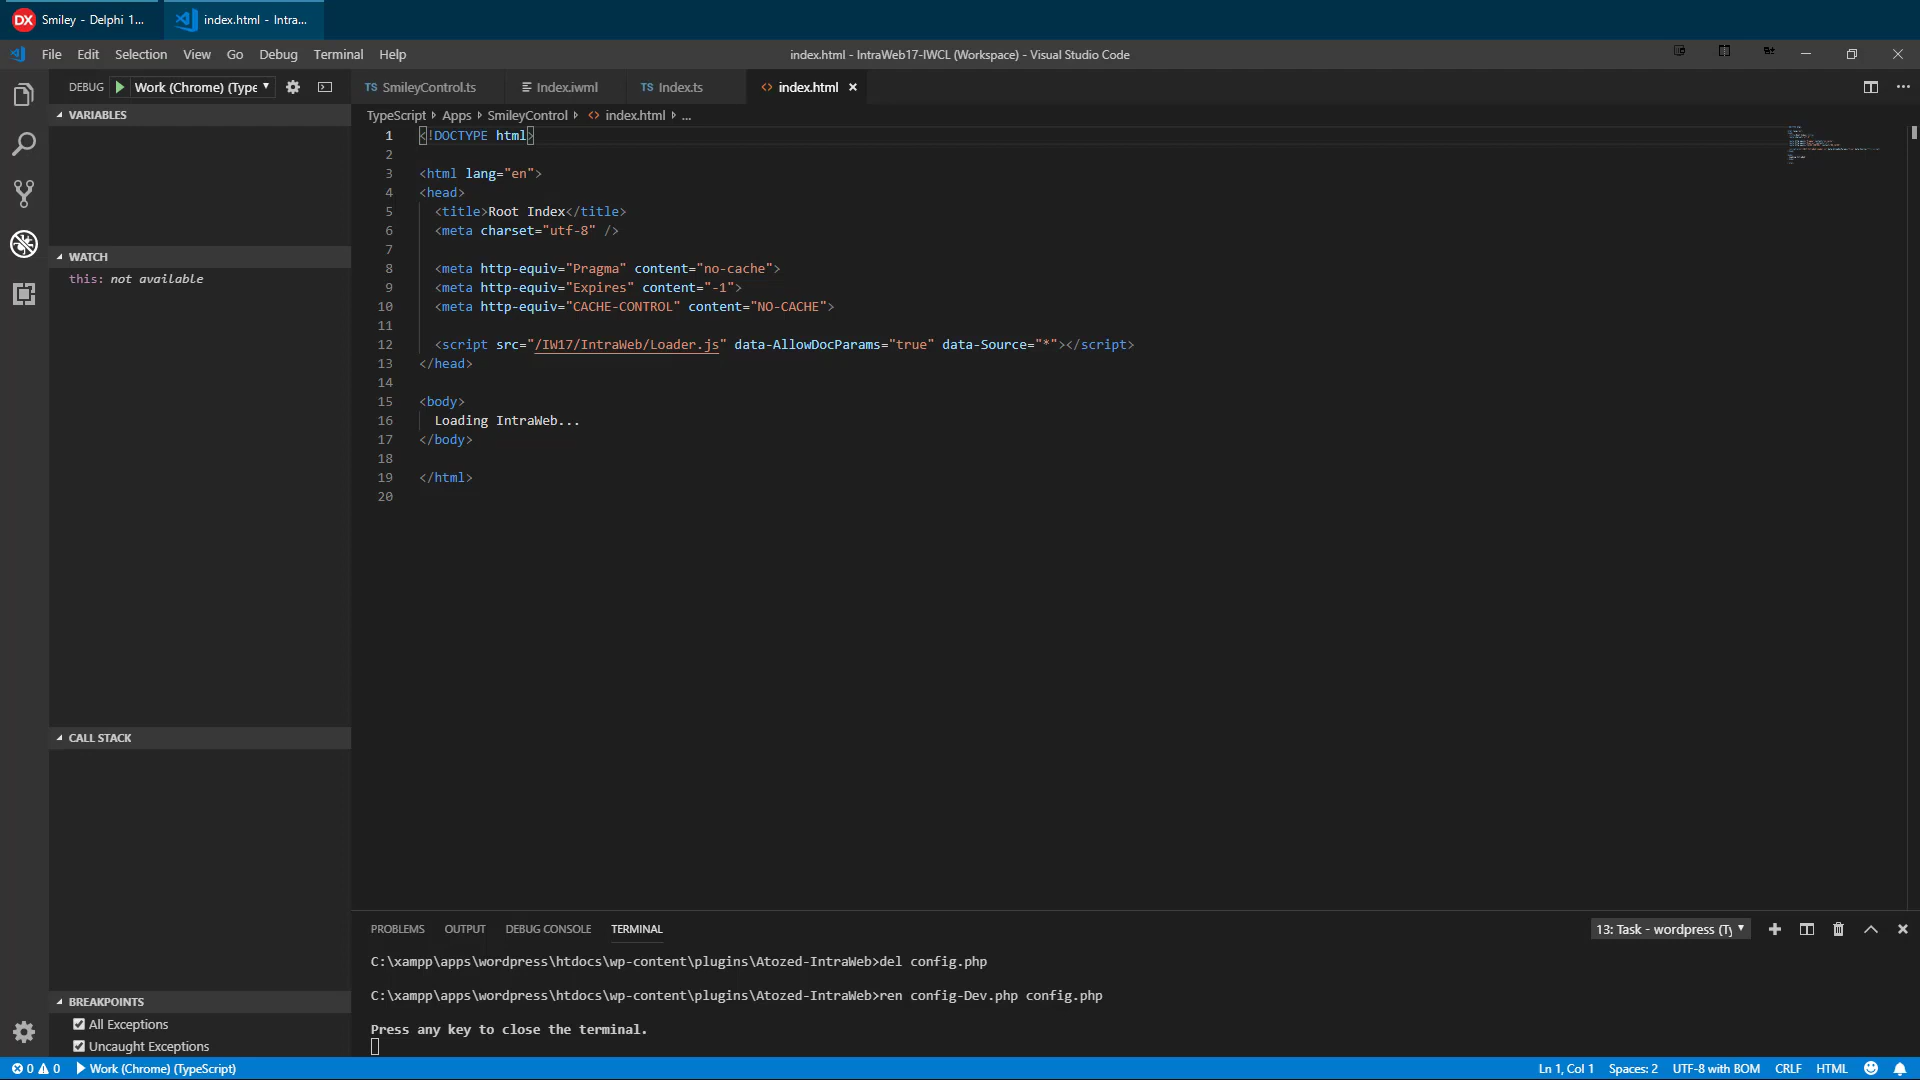 DX Smiley - Delphi 1...
index.html - Intra...
File Edit Selection View Go Debug Terminal Help
index.html - IntraWeb17-IWCL (Workspace) - Visual Studio Code
DEBUG Work (Chrome) (Type
TS SmileyControl.ts
Index.iwml
TS Index.ts
<> index.html ×
VARIABLES
TypeScript Apps SmileyControl <> index.html ...
1 <!DOCTYPE html>
2
3 <html lang="en">
4 <head>
5 <title>Root Index</title>
6 <meta charset="utf-8" />
7
8 <meta http-equiv="Pragma" content="no-cache">
9 <meta http-equiv="Expires" content="-1">
10 <meta http-equiv="CACHE-CONTROL" content="NO-CACHE">
11
12 <script src="/IW17/IntraWeb/Loader.js" data-AllowDocParams="true" data-Source="*"></script>
13 </head>
14
15 <body>
16 Loading IntraWeb...
17 </body>
18
19 </html>
20
WATCH
this: not available
CALL STACK
BREAKPOINTS
All Exceptions
Uncaught Exceptions
PROBLEMS OUTPUT DEBUG CONSOLE TERMINAL
13: Task - wordpress (Ty
C:\xampp\apps\wordpress\htdocs\wp-content\plugins\Atozed-IntraWeb>del config.php
C:\xampp\apps\wordpress\htdocs\wp-content\plugins\Atozed-IntraWeb>ren config-Dev.php config.php
Press any key to close the terminal.
0 0 Work (Chrome) (TypeScript)
Ln 1, Col 1 Spaces: 2 UTF-8 with BOM CRLF HTML